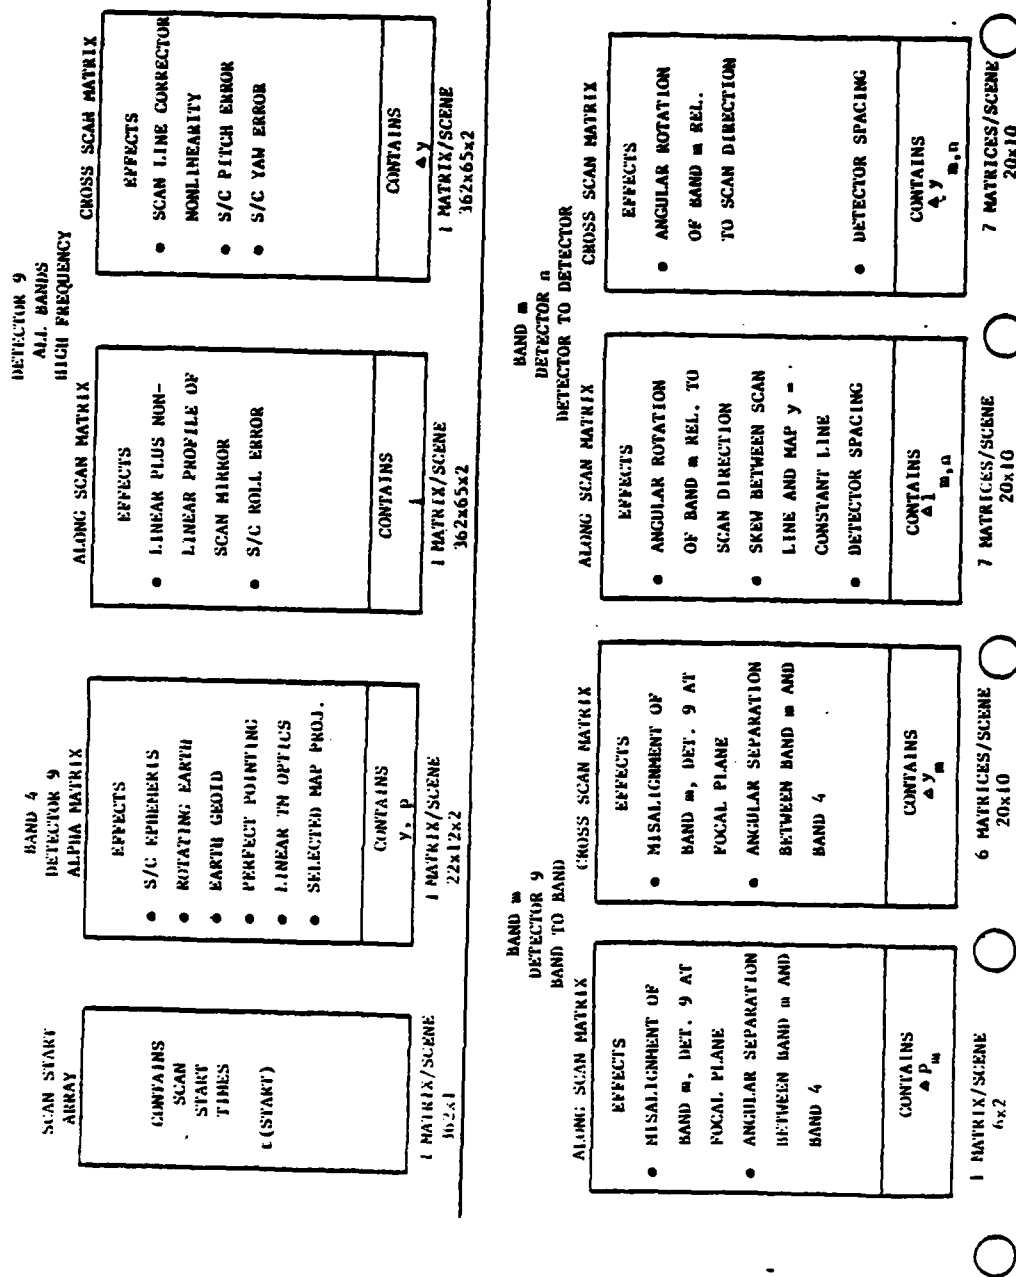 SCAN START
ARRAY
CONTAINS
SCAN
START
TIMES
t (START)
1 MATRIX/SCENE
362x1
BAND 4
DETECTOR 9
ALPHA MATRIX
EFFECTS
● S/C EPHEMERIS
● ROTATING EARTH
● EARTH GEOID
● PERFECT POINTING
● LINEAR TM OPTICS
● SELECTED MAP PROJ.
CONTAINS
y, p
1 MATRIX/SCENE
22x12x2
DETECTOR 9
ALL BANDS
HIGH FREQUENCY
ALONG SCAN MATRIX
EFFECTS
● LINEAR PLUS NON-
LINEAR PROFILE OF
SCAN MIRROR
● S/C ROLL ERROR
CONTAINS
1 MATRIX/SCENE
362x65x2
CROSS SCAN MATRIX
EFFECTS
● SCAN LINE CORRECTOR
NONLINEARITY
● S/C PITCH ERROR
● S/C YAW ERROR
CONTAINS
Δy
1 MATRIX/SCENE
362x65x2
BAND m
DETECTOR 9
BAND TO BAND
ALONG SCAN MATRIX
EFFECTS
● MISALIGNMENT OF
BAND m, DET. 9 AT
FOCAL PLANE
● ANGULAR SEPARATION
BETWEEN BAND m AND
BAND 4
CONTAINS
ΔP m
1 MATRIX/SCENE
6x2
CROSS SCAN MATRIX
EFFECTS
● MISALIGNMENT OF
BAND m, DET. 9 AT
FOCAL PLANE
● ANGULAR SEPARATION
BETWEEN BAND m AND
BAND 4
CONTAINS
Δy m
6 MATRICES/SCENE
20x10
BAND m
DETECTOR n
DETECTOR TO DETECTOR
ALONG SCAN MATRIX
EFFECTS
● ANGULAR ROTATION
OF BAND m REL. TO
SCAN DIRECTION
● SKEW BETWEEN SCAN
LINE AND MAP y =
CONSTANT LINE
● DETECTOR SPACING
CONTAINS
Δ1 m,n
7 MATRICES/SCENE
20x10
CROSS SCAN MATRIX
EFFECTS
● ANGULAR ROTATION
OF BAND m REL.
TO SCAN DIRECTION
● DETECTOR SPACING
CONTAINS
Δy m,n
7 MATRICES/SCENE
20x10